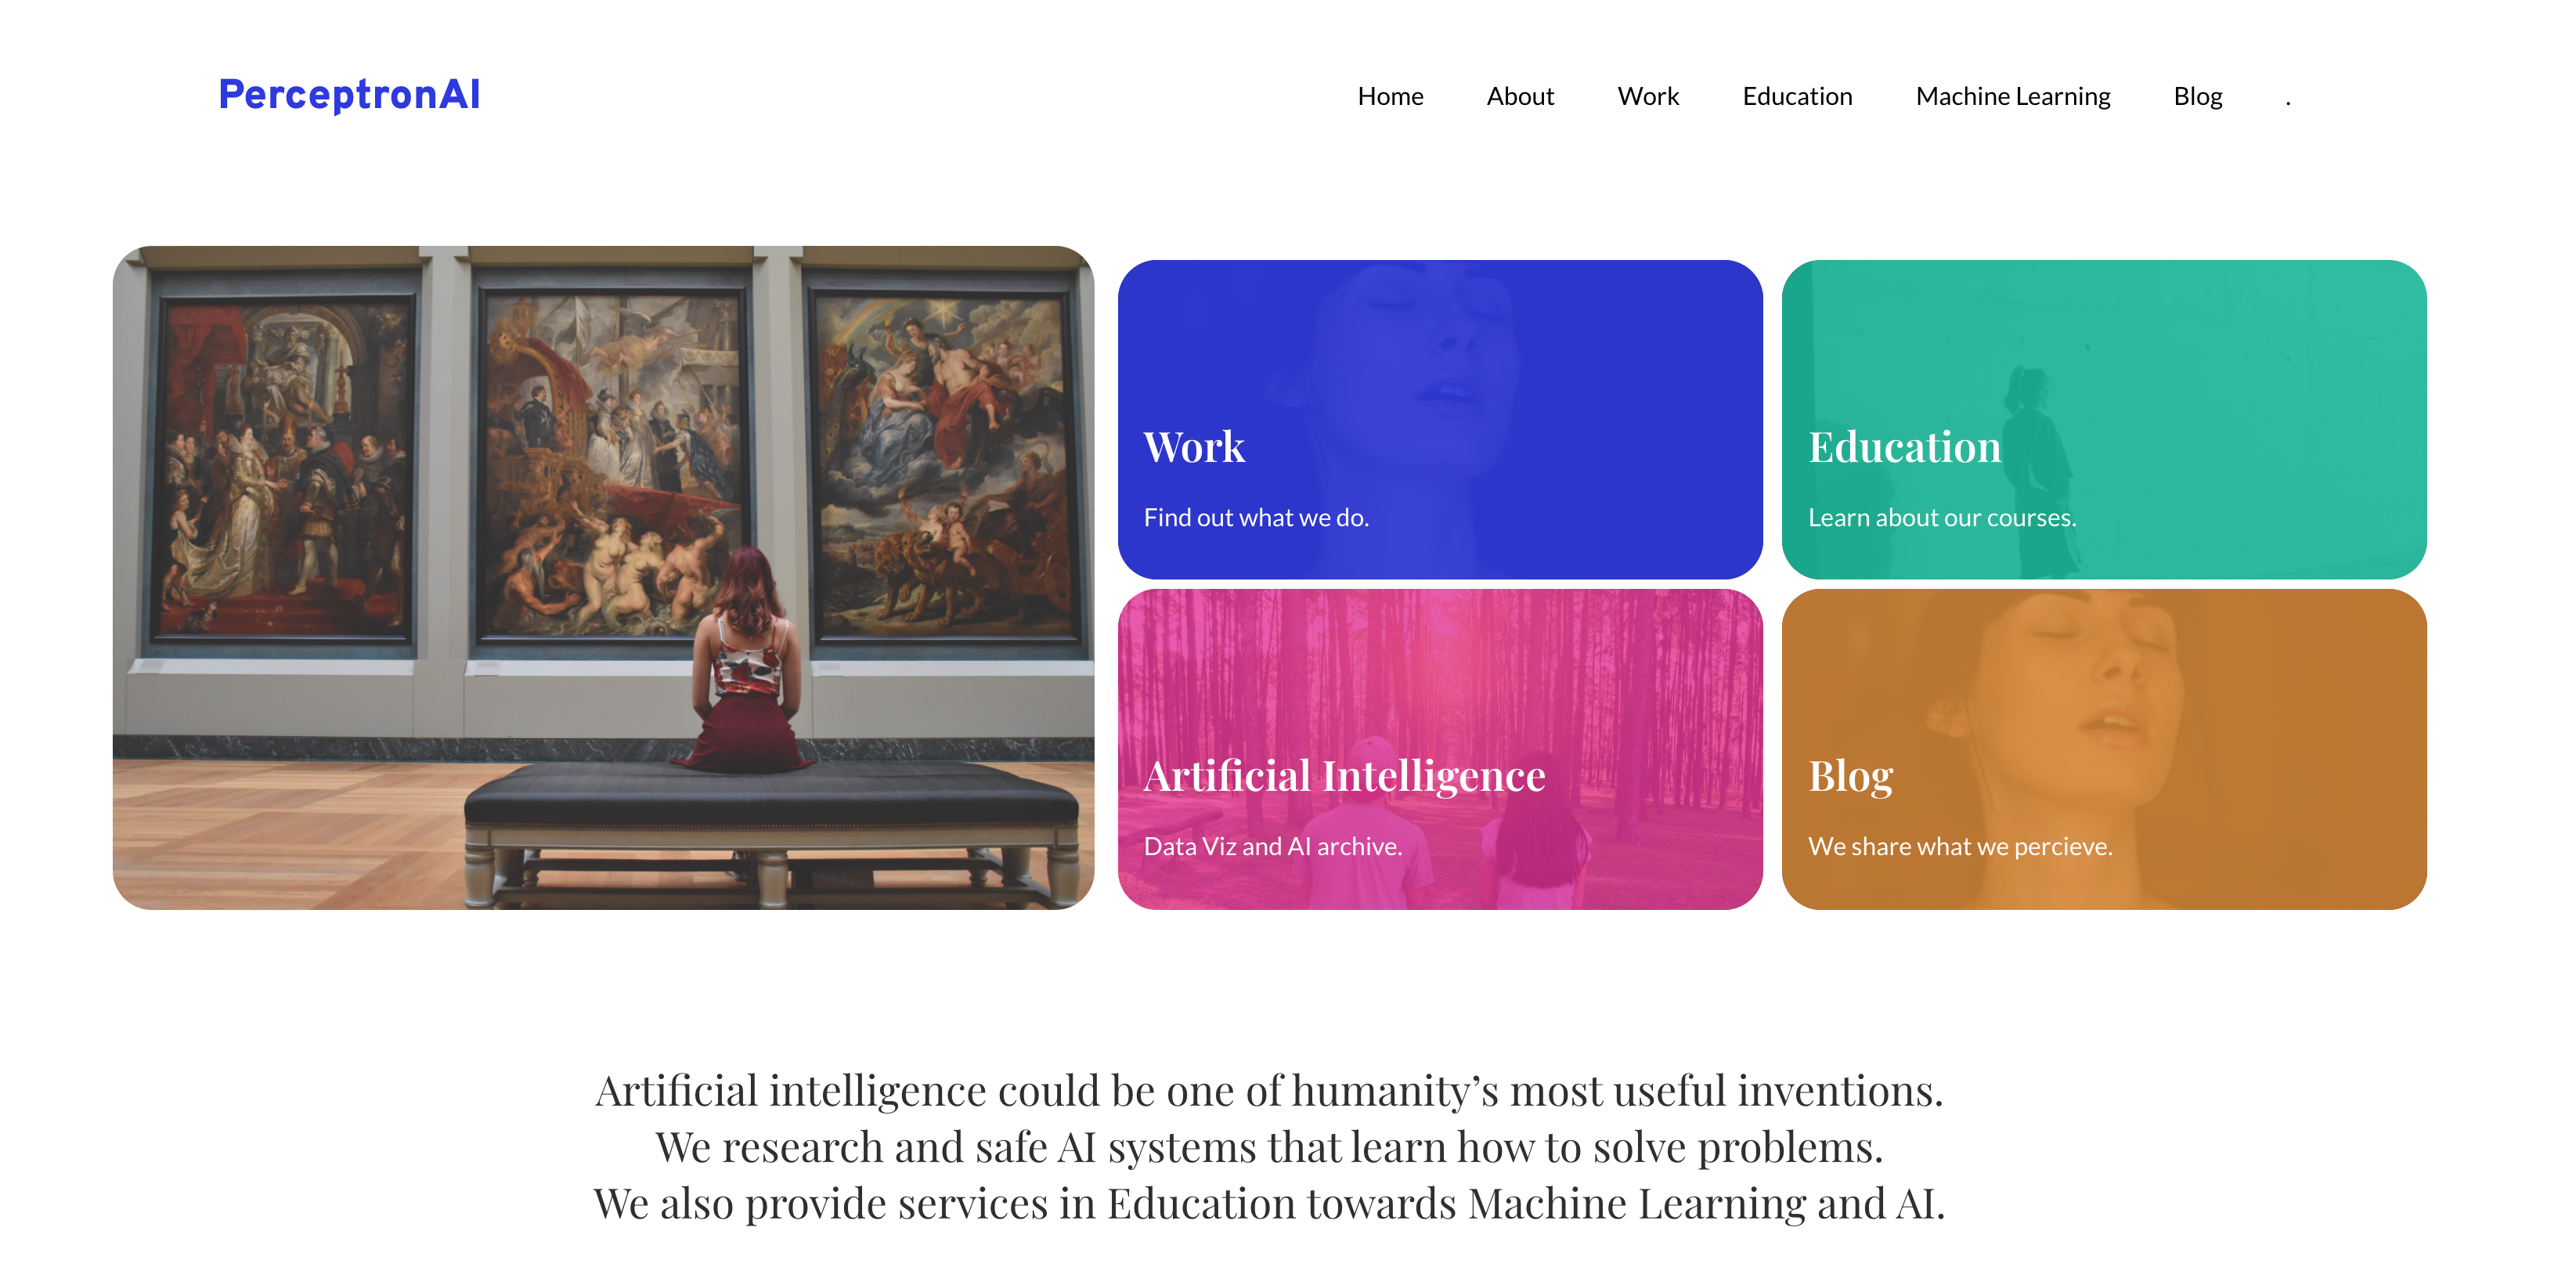 PerceptronAI
Home About Work Education Machine Learning Blog .
Work
Find out what we do.
Education
Learn about our courses.
Artificial Intelligence
Data Viz and AI archive.
Blog
We share what we percieve.
Artificial intelligence could be one of humanity’s most useful inventions.
We research and safe AI systems that learn how to solve problems.
We also provide services in Education towards Machine Learning and AI.